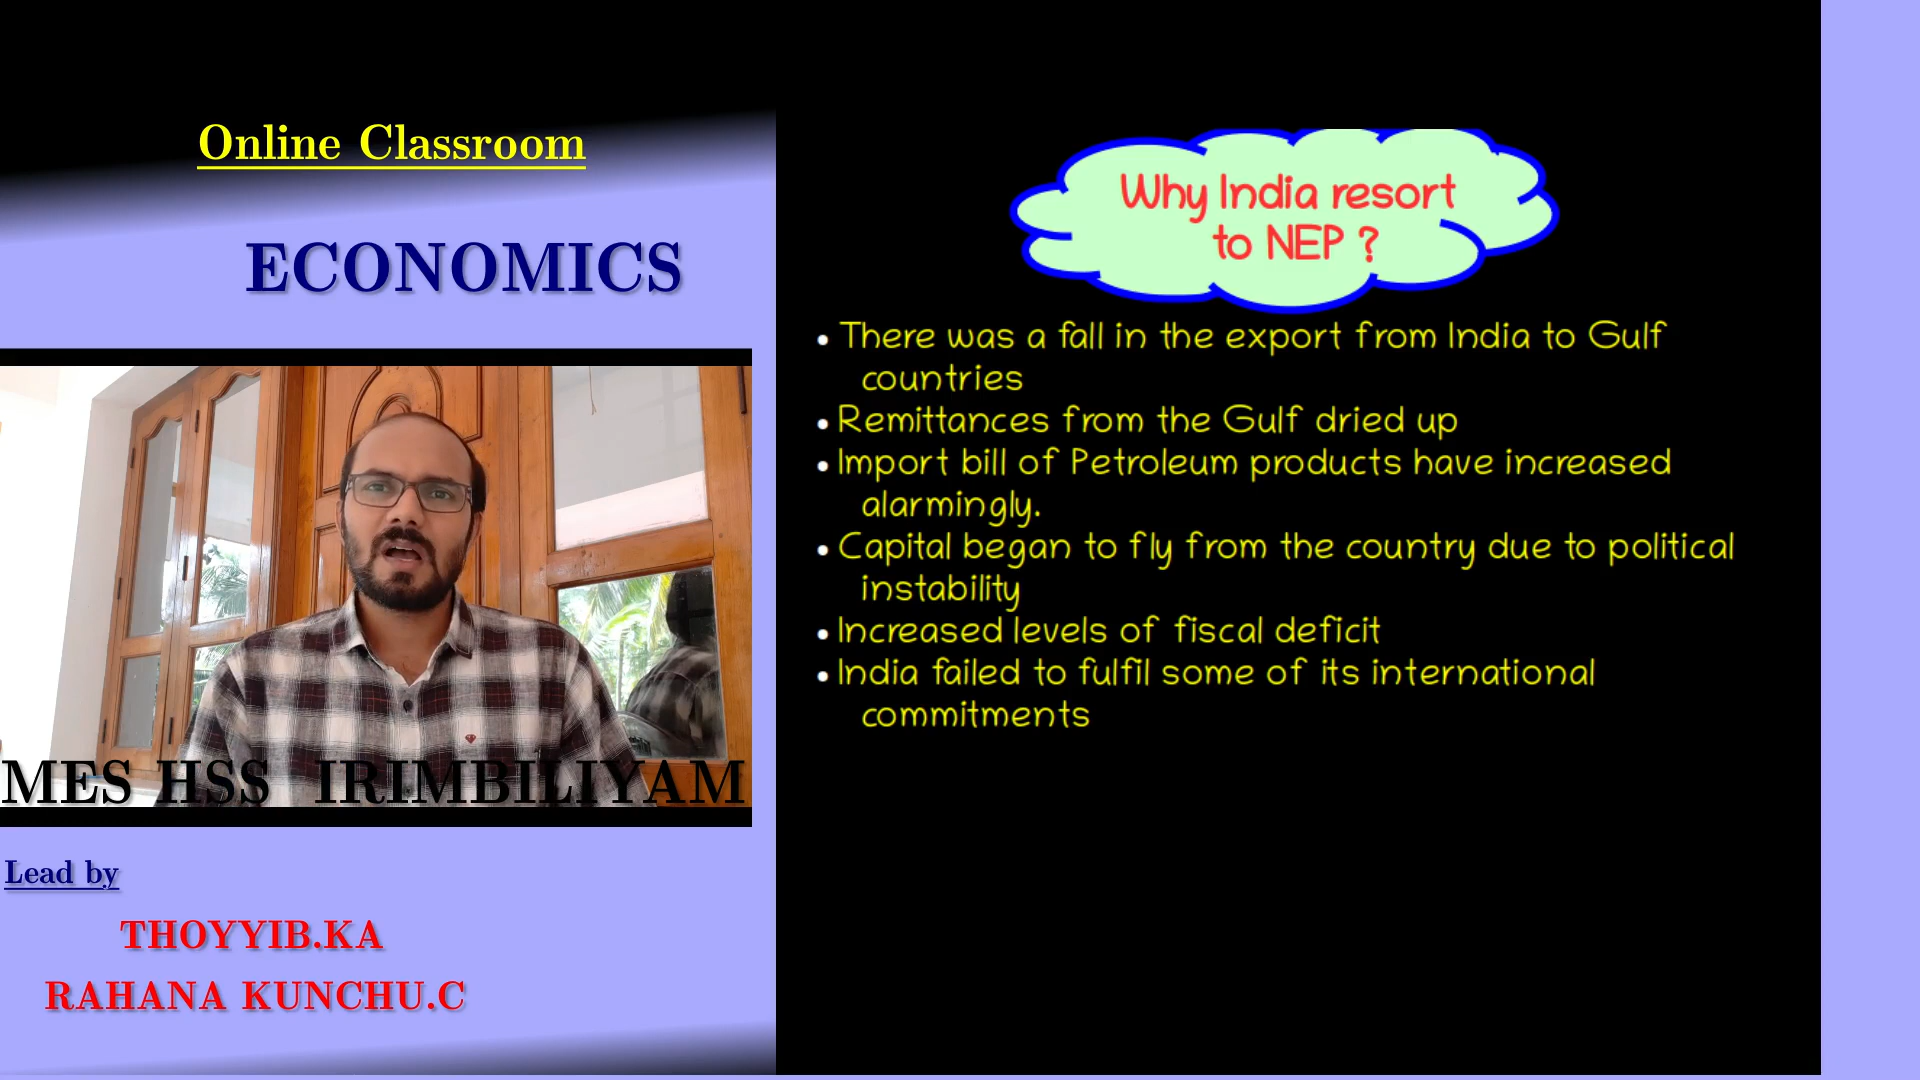 Online Classroom
ECONOMICS
MES HSS IRIMBILIYAM
Lead by
THOYYIB.KA
RAHANA KUNCHU.C
Why India resort
to NEP ?
• There was a fall in the export from India to Gulf
countries
• Remittances from the Gulf dried up
• Import bill of Petroleum products have increased
alarmingly.
• Capital began to fly from the country due to political
instability
• Increased levels of fiscal deficit
• India failed to fulfil some of its international
commitments